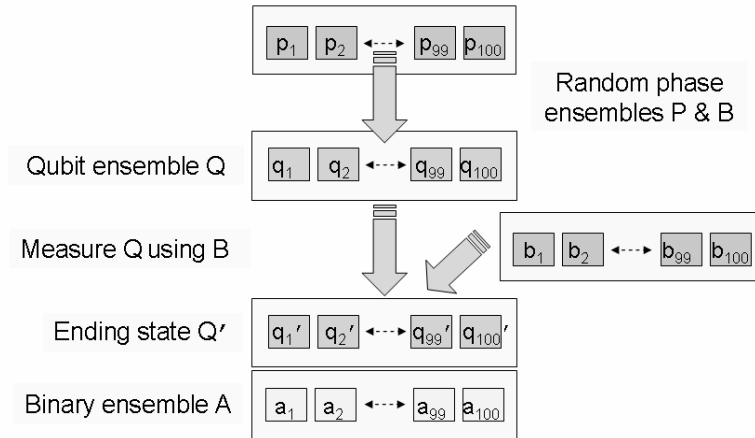 p₁ p₂ p₉₉ p₁₀₀
Random phase
ensembles P & B
Qubit ensemble Q
q₁ q₂ q₉₉ q₁₀₀
Measure Q using B
b₁ b₂ b₉₉ b₁₀₀
Ending state Q′
q₁′ q₂′ q₉₉′ q₁₀₀′
Binary ensemble A
a₁ a₂ a₉₉ a₁₀₀